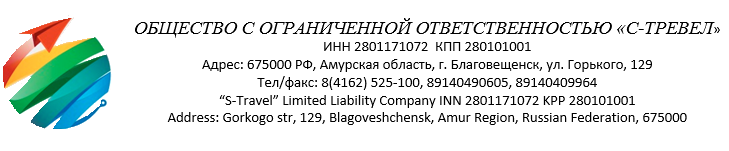 ОБЩЕСТВО С ОГРАНИЧЕННОЙ ОТВЕТСТВЕННОСТЬЮ «С-ТРЕВЕЛ»
ИНН 2801171072 КПП 280101001
Адрес: 675000 РФ, Амурская область, г. Благовещенск, ул. Горького, 129
Тел/факс: 8(4162) 525-100, 89140490605, 89140409964
“S-Travel” Limited Liability Company INN 2801171072 KPP 280101001
Address: Gorkogo str, 129, Blagoveshchensk, Amur Region, Russian Federation, 675000